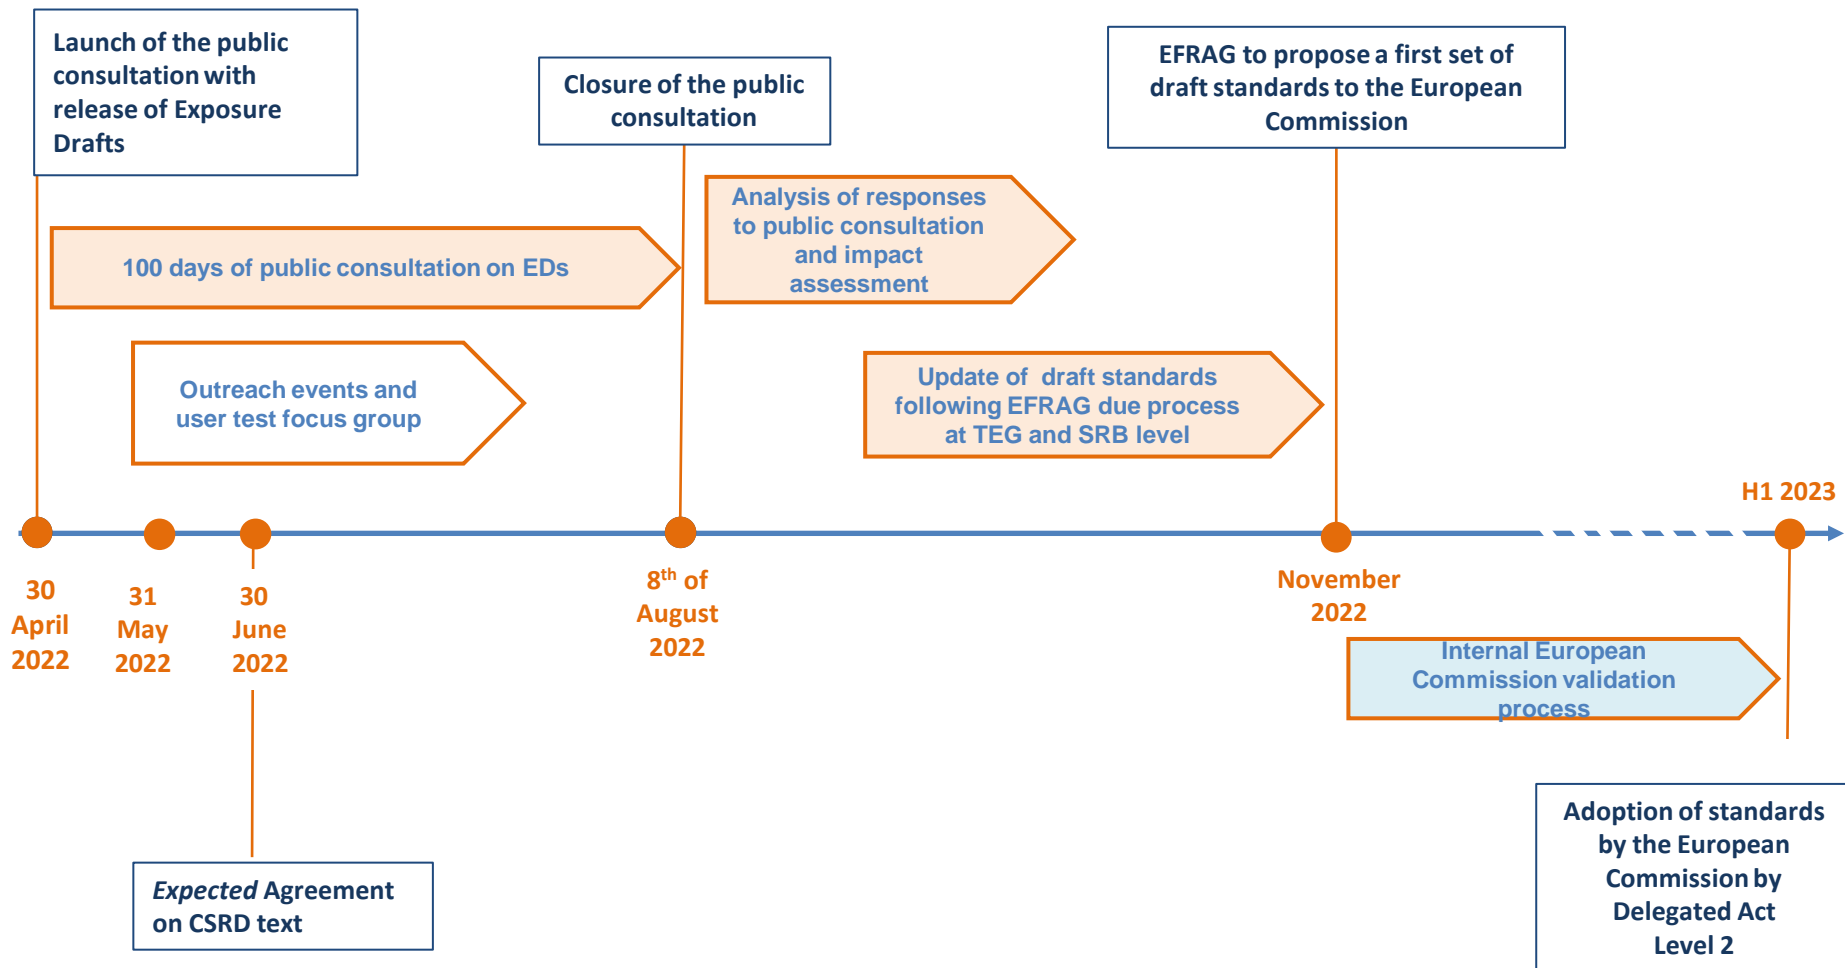 Launch of the public
consultation with
release of Exposure
Drafts
Closure of the public
consultation
EFRAG to propose a first set of
draft standards to the European
Commission
Analysis of responses
to public consultation
and impact
assessment
100 days of public consultation on EDs
Outreach events and
user test focus group
Update of draft standards
following EFRAG due process
at TEG and SRB level
H1 2023
30
April
2022
31
May
2022
30
June
2022
8th of
August
2022
November
2022
Internal European
Commission validation
process
Expected Agreement
on CSRD text
Adoption of standards
by the European
Commission by
Delegated Act
Level 2